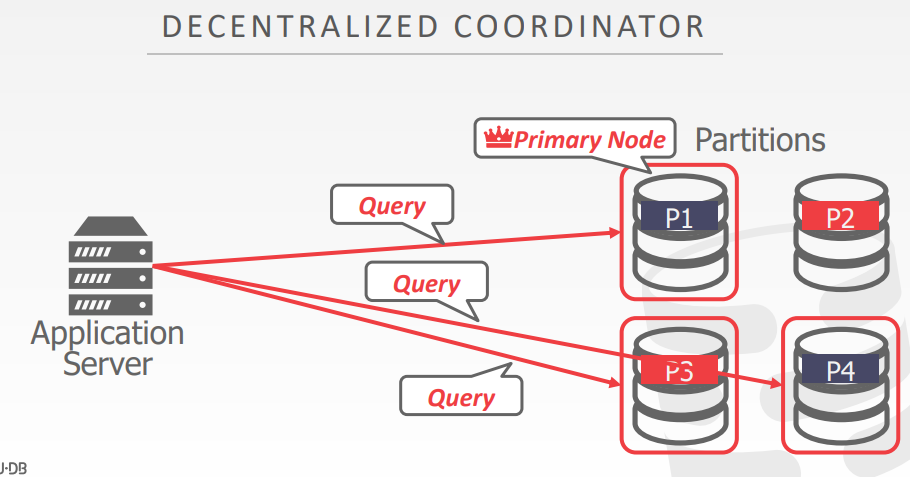 DECENTRALIZED COORDINATOR
Primary Node
Partitions
Query
P1
P2
Query
Application
Server
P3
P4
Query
U·DB